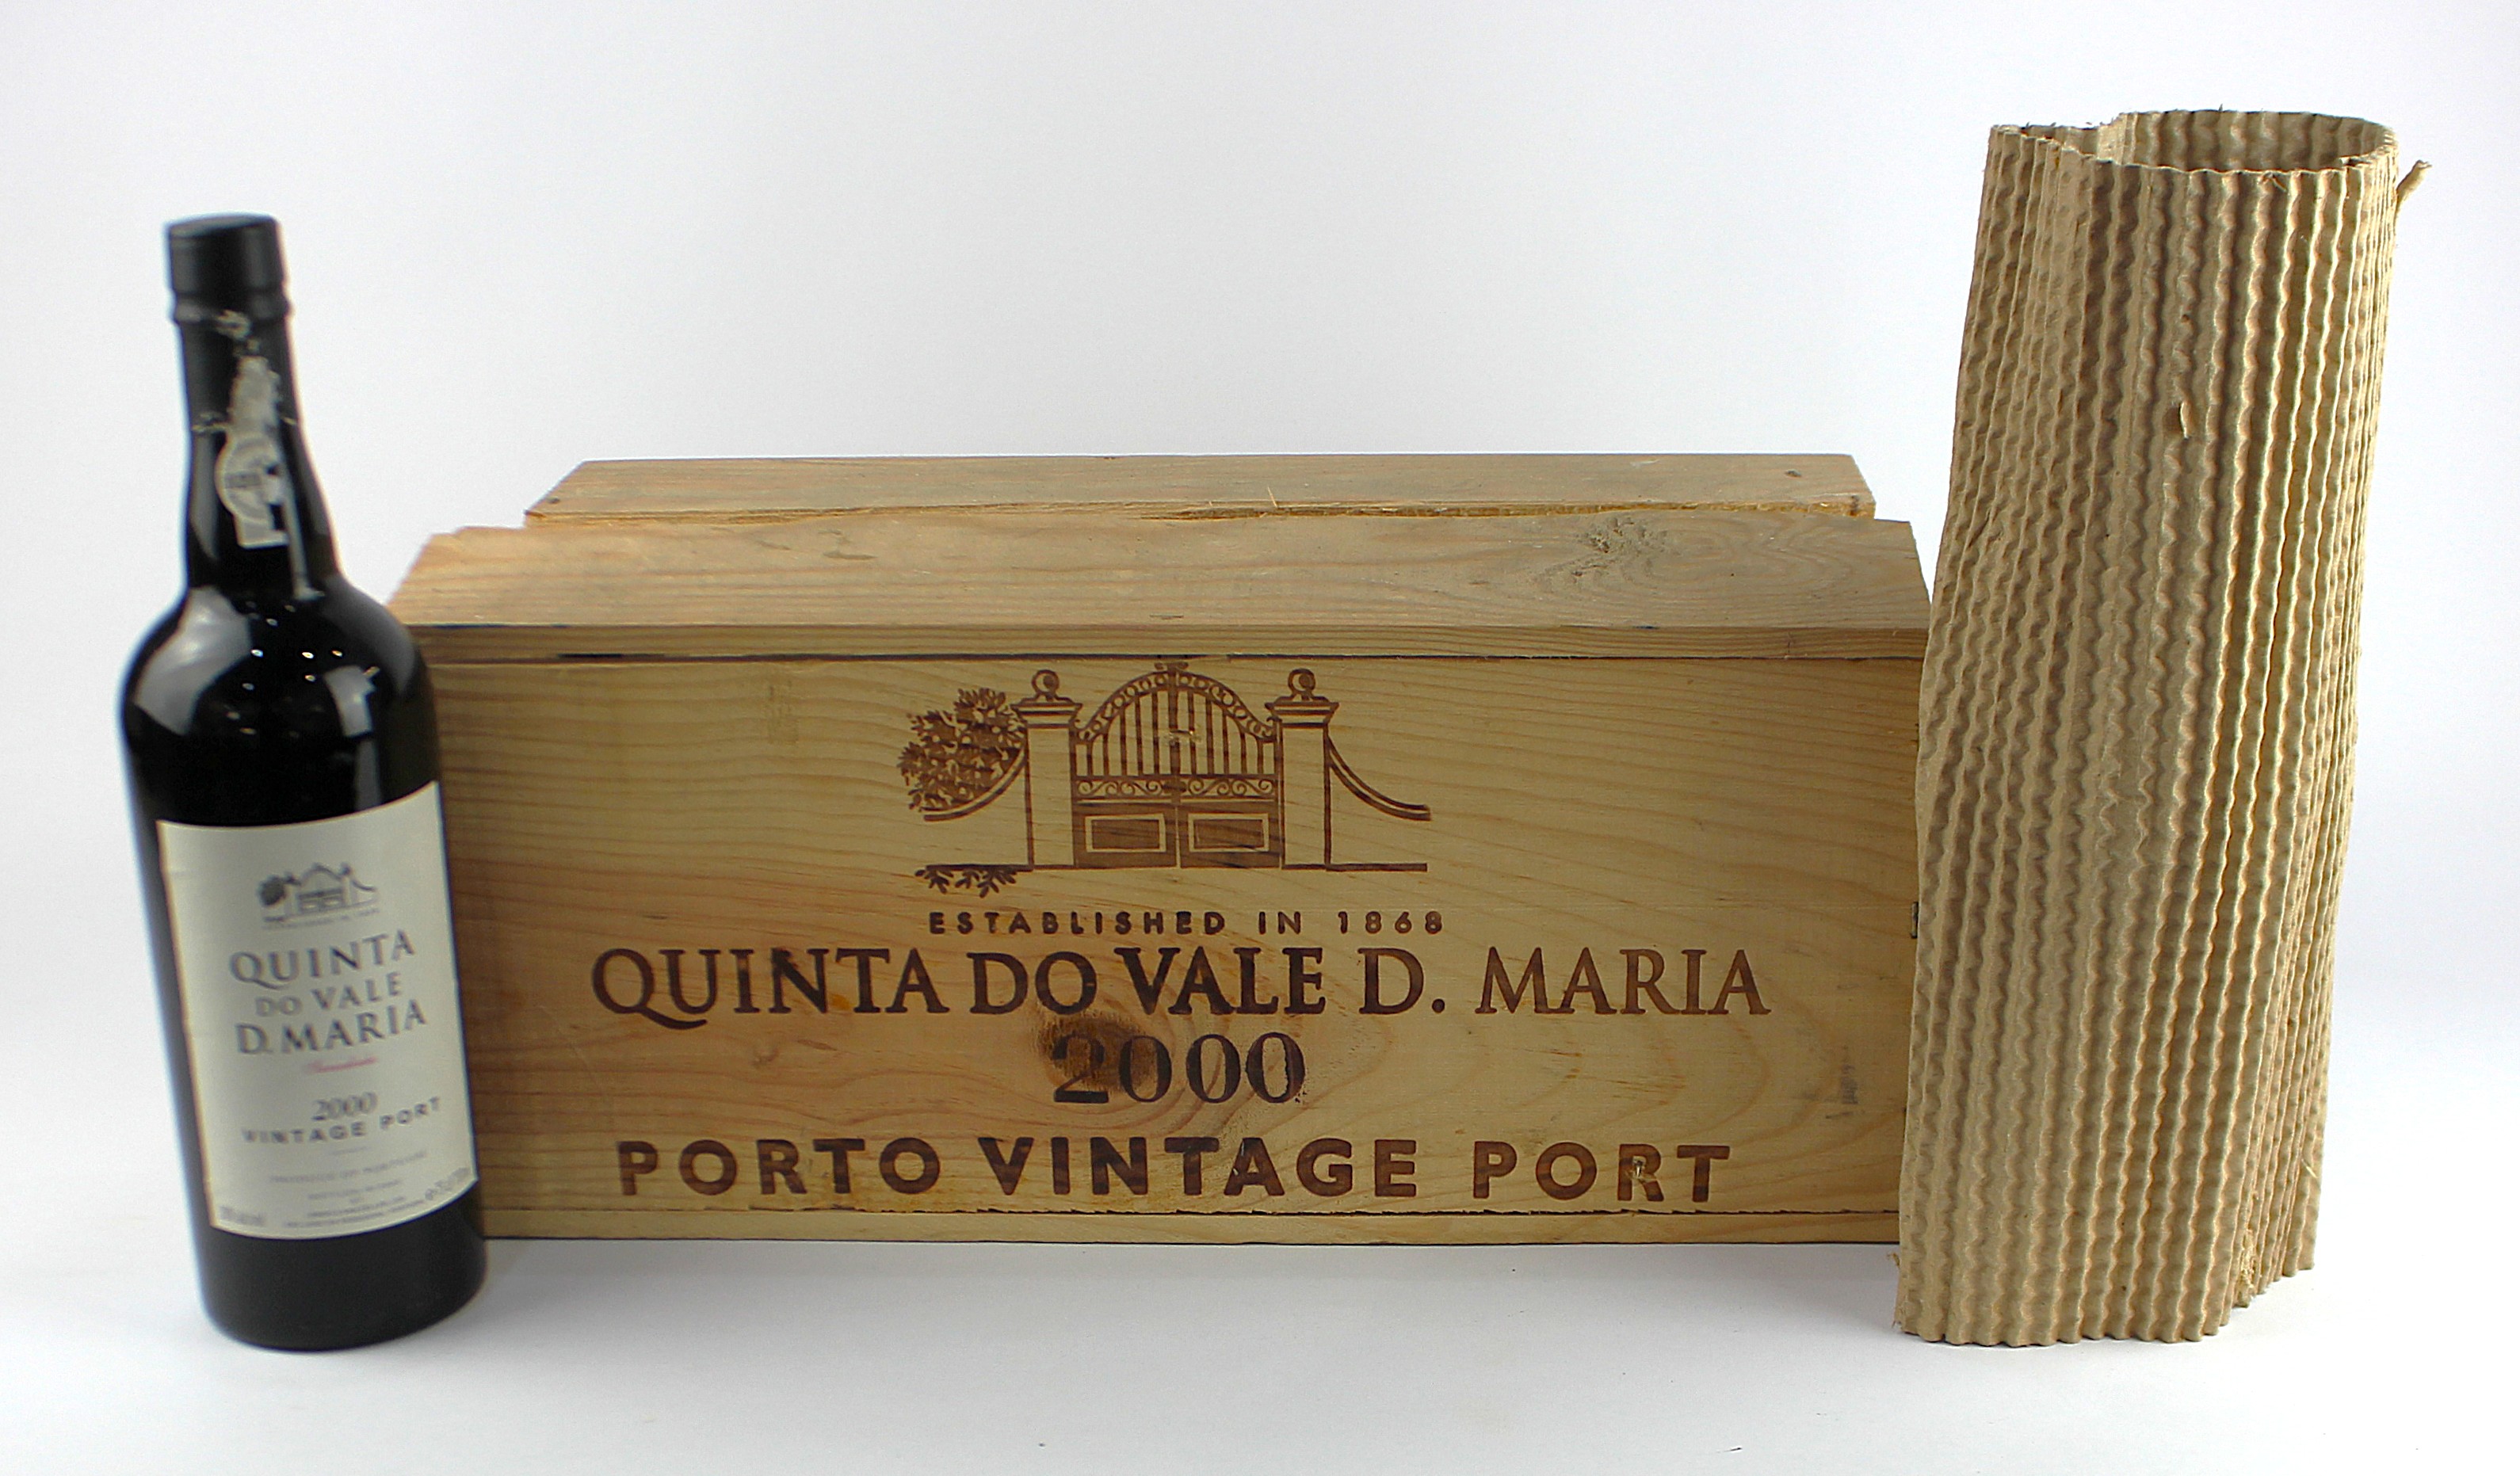 QUINTA
DO VALE
D. MARIA
2000
VINTAGE PORT
ESTABLISHED IN 1868
QUINTA DO VALE D. MARIA
2000
PORTO VINTAGE PORT